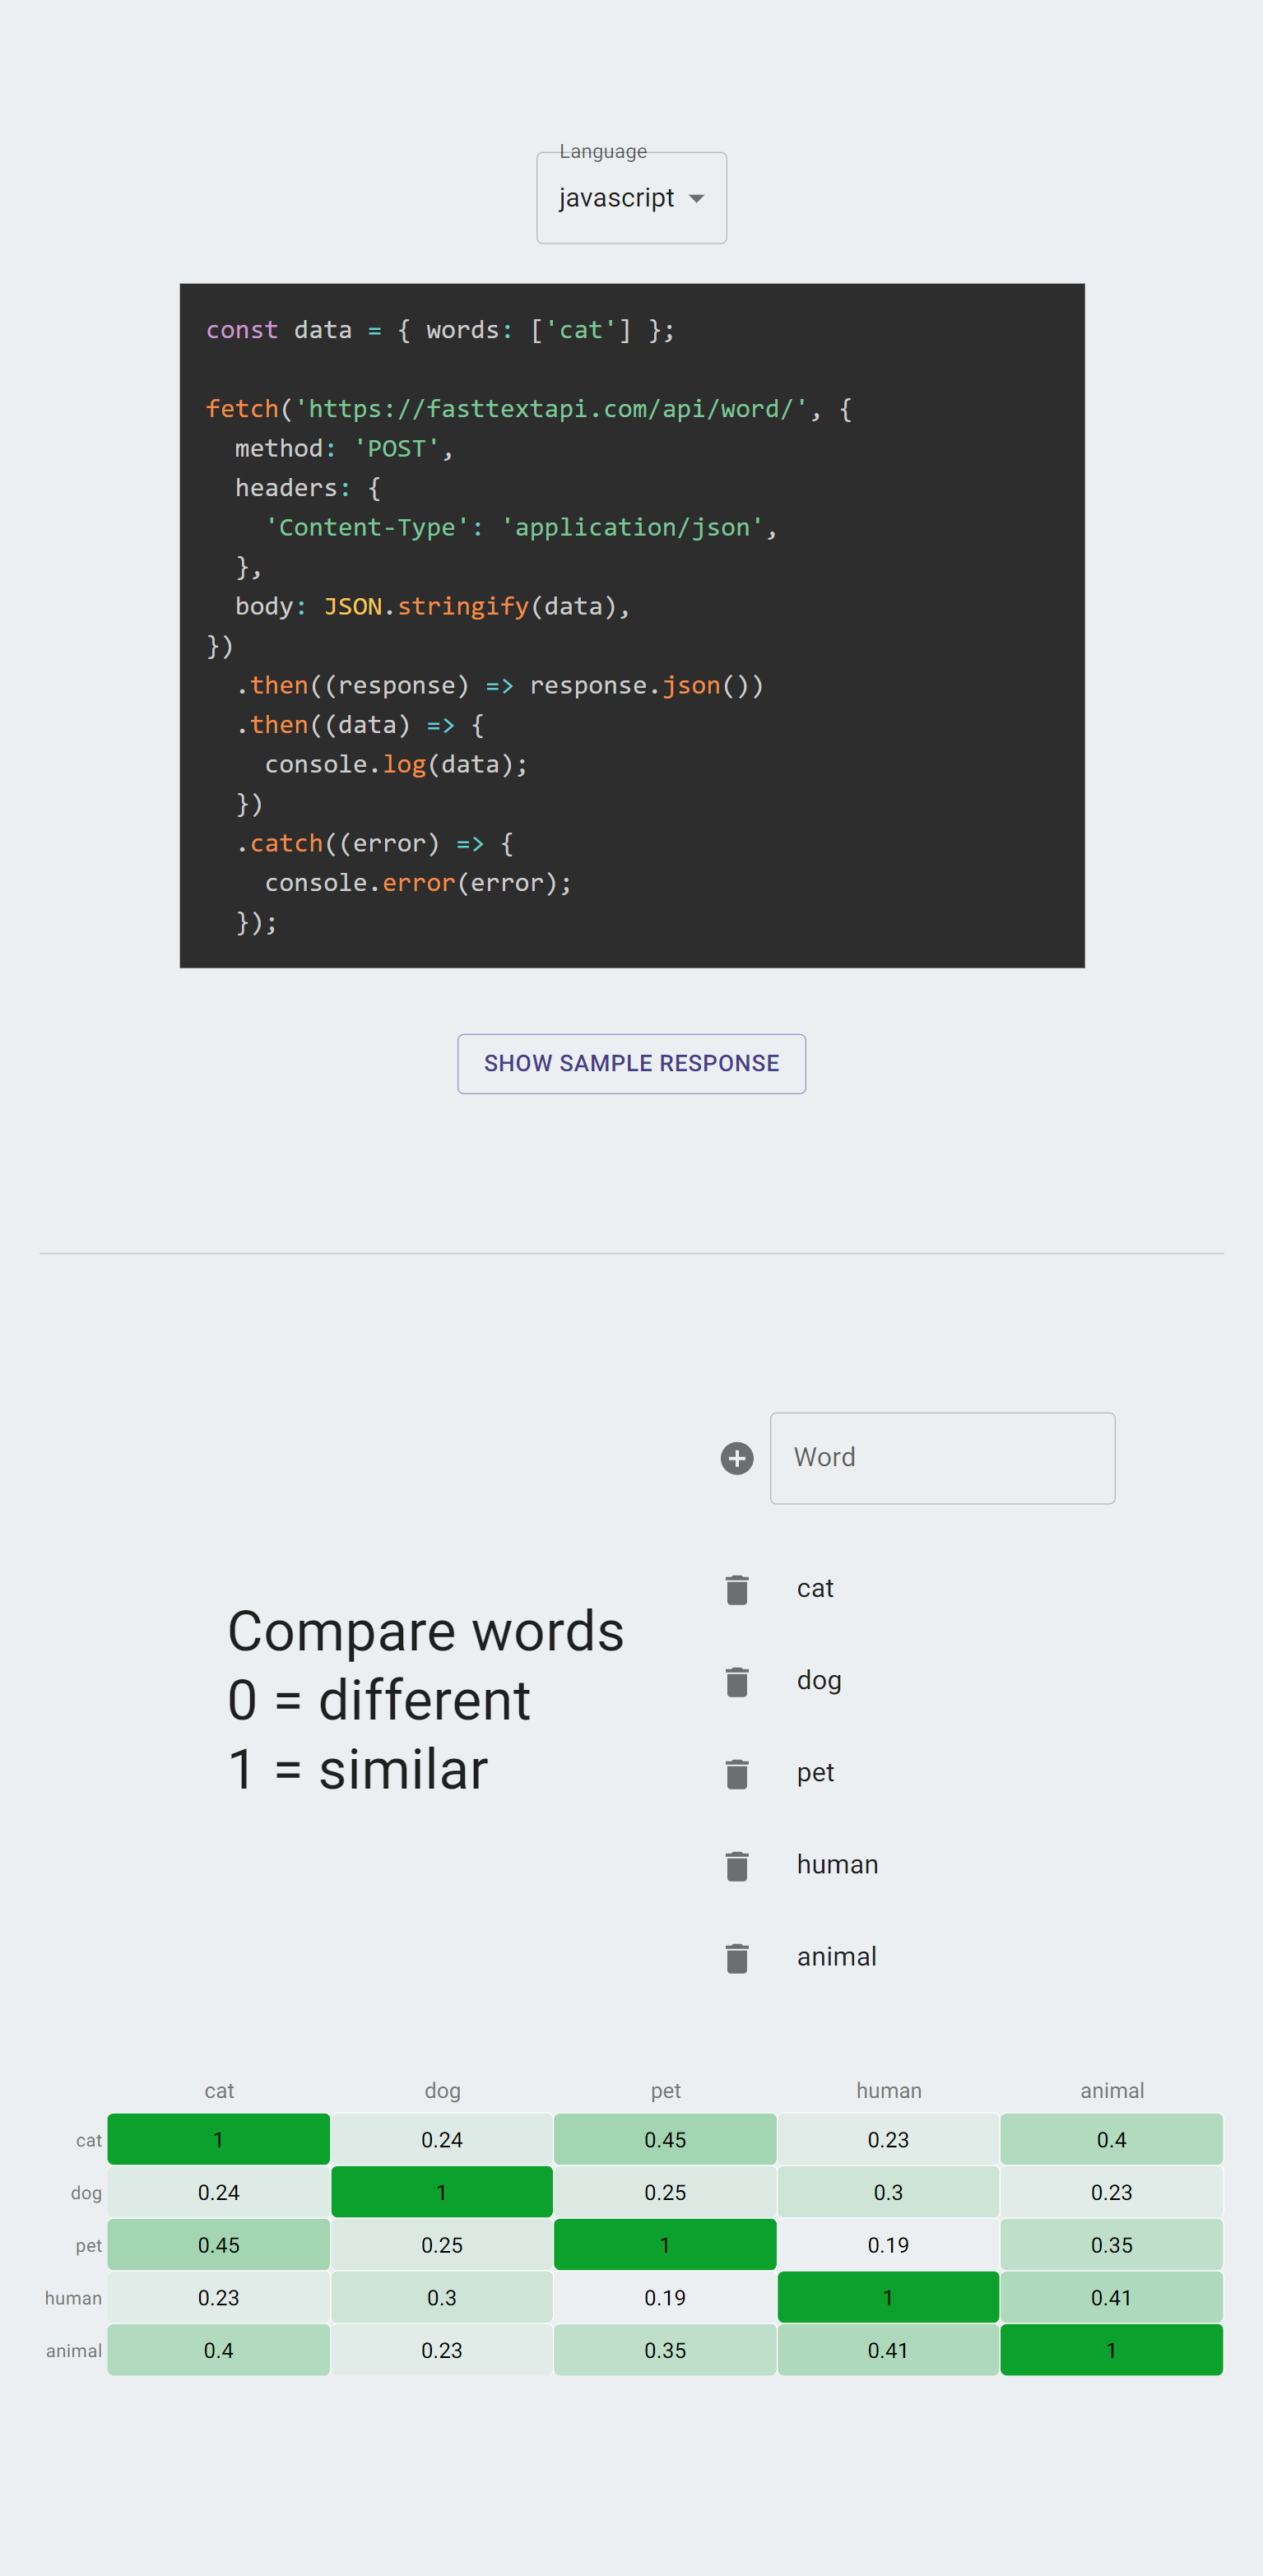 Language
javascript
const data = { words: ['cat'] };
fetch('https://fasttextapi.com/api/word/', {
  method: 'POST',
  headers: {
    'Content-Type': 'application/json',
  },
  body: JSON.stringify(data),
})
  .then((response) => response.json())
  .then((data) => {
    console.log(data);
  })
  .catch((error) => {
    console.error(error);
  });
SHOW SAMPLE RESPONSE
Word
Compare words
0 = different
1 = similar
cat
dog
pet
human
animal
cat dog pet human animal
cat 1 0.24 0.45 0.23 0.4
dog 0.24 1 0.25 0.3 0.23
pet 0.45 0.25 1 0.19 0.35
human 0.23 0.3 0.19 1 0.41
animal 0.4 0.23 0.35 0.41 1